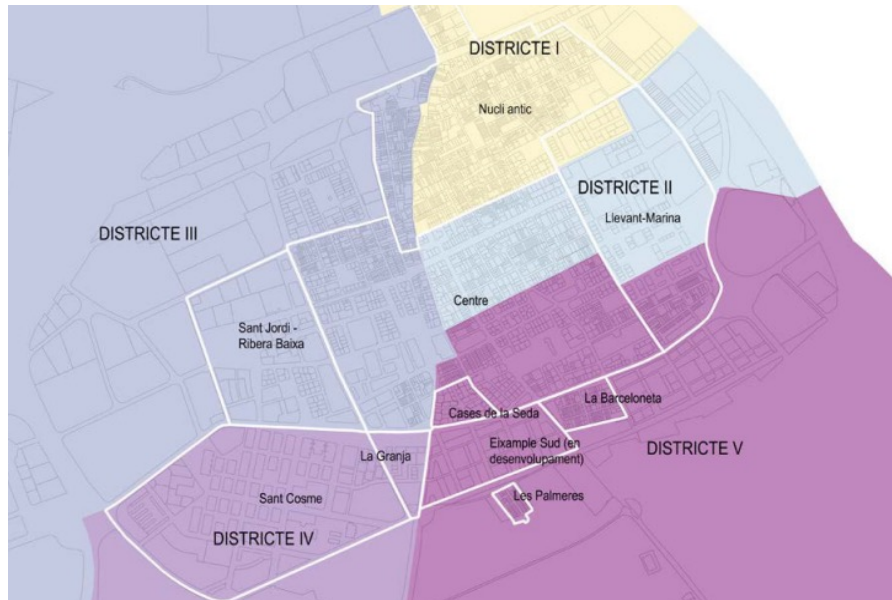 DISTRICTE I
Nucli antic
DISTRICTE II
Llevant-Marina
DISTRICTE III
Centre
Sant Jordi -
Ribera Baixa
La Barceloneta
Cases de la Seda
Eixample Sud (en
desenvolupament)
DISTRICTE V
La Granja
Sant Cosme
Les Palmeres
DISTRICTE IV